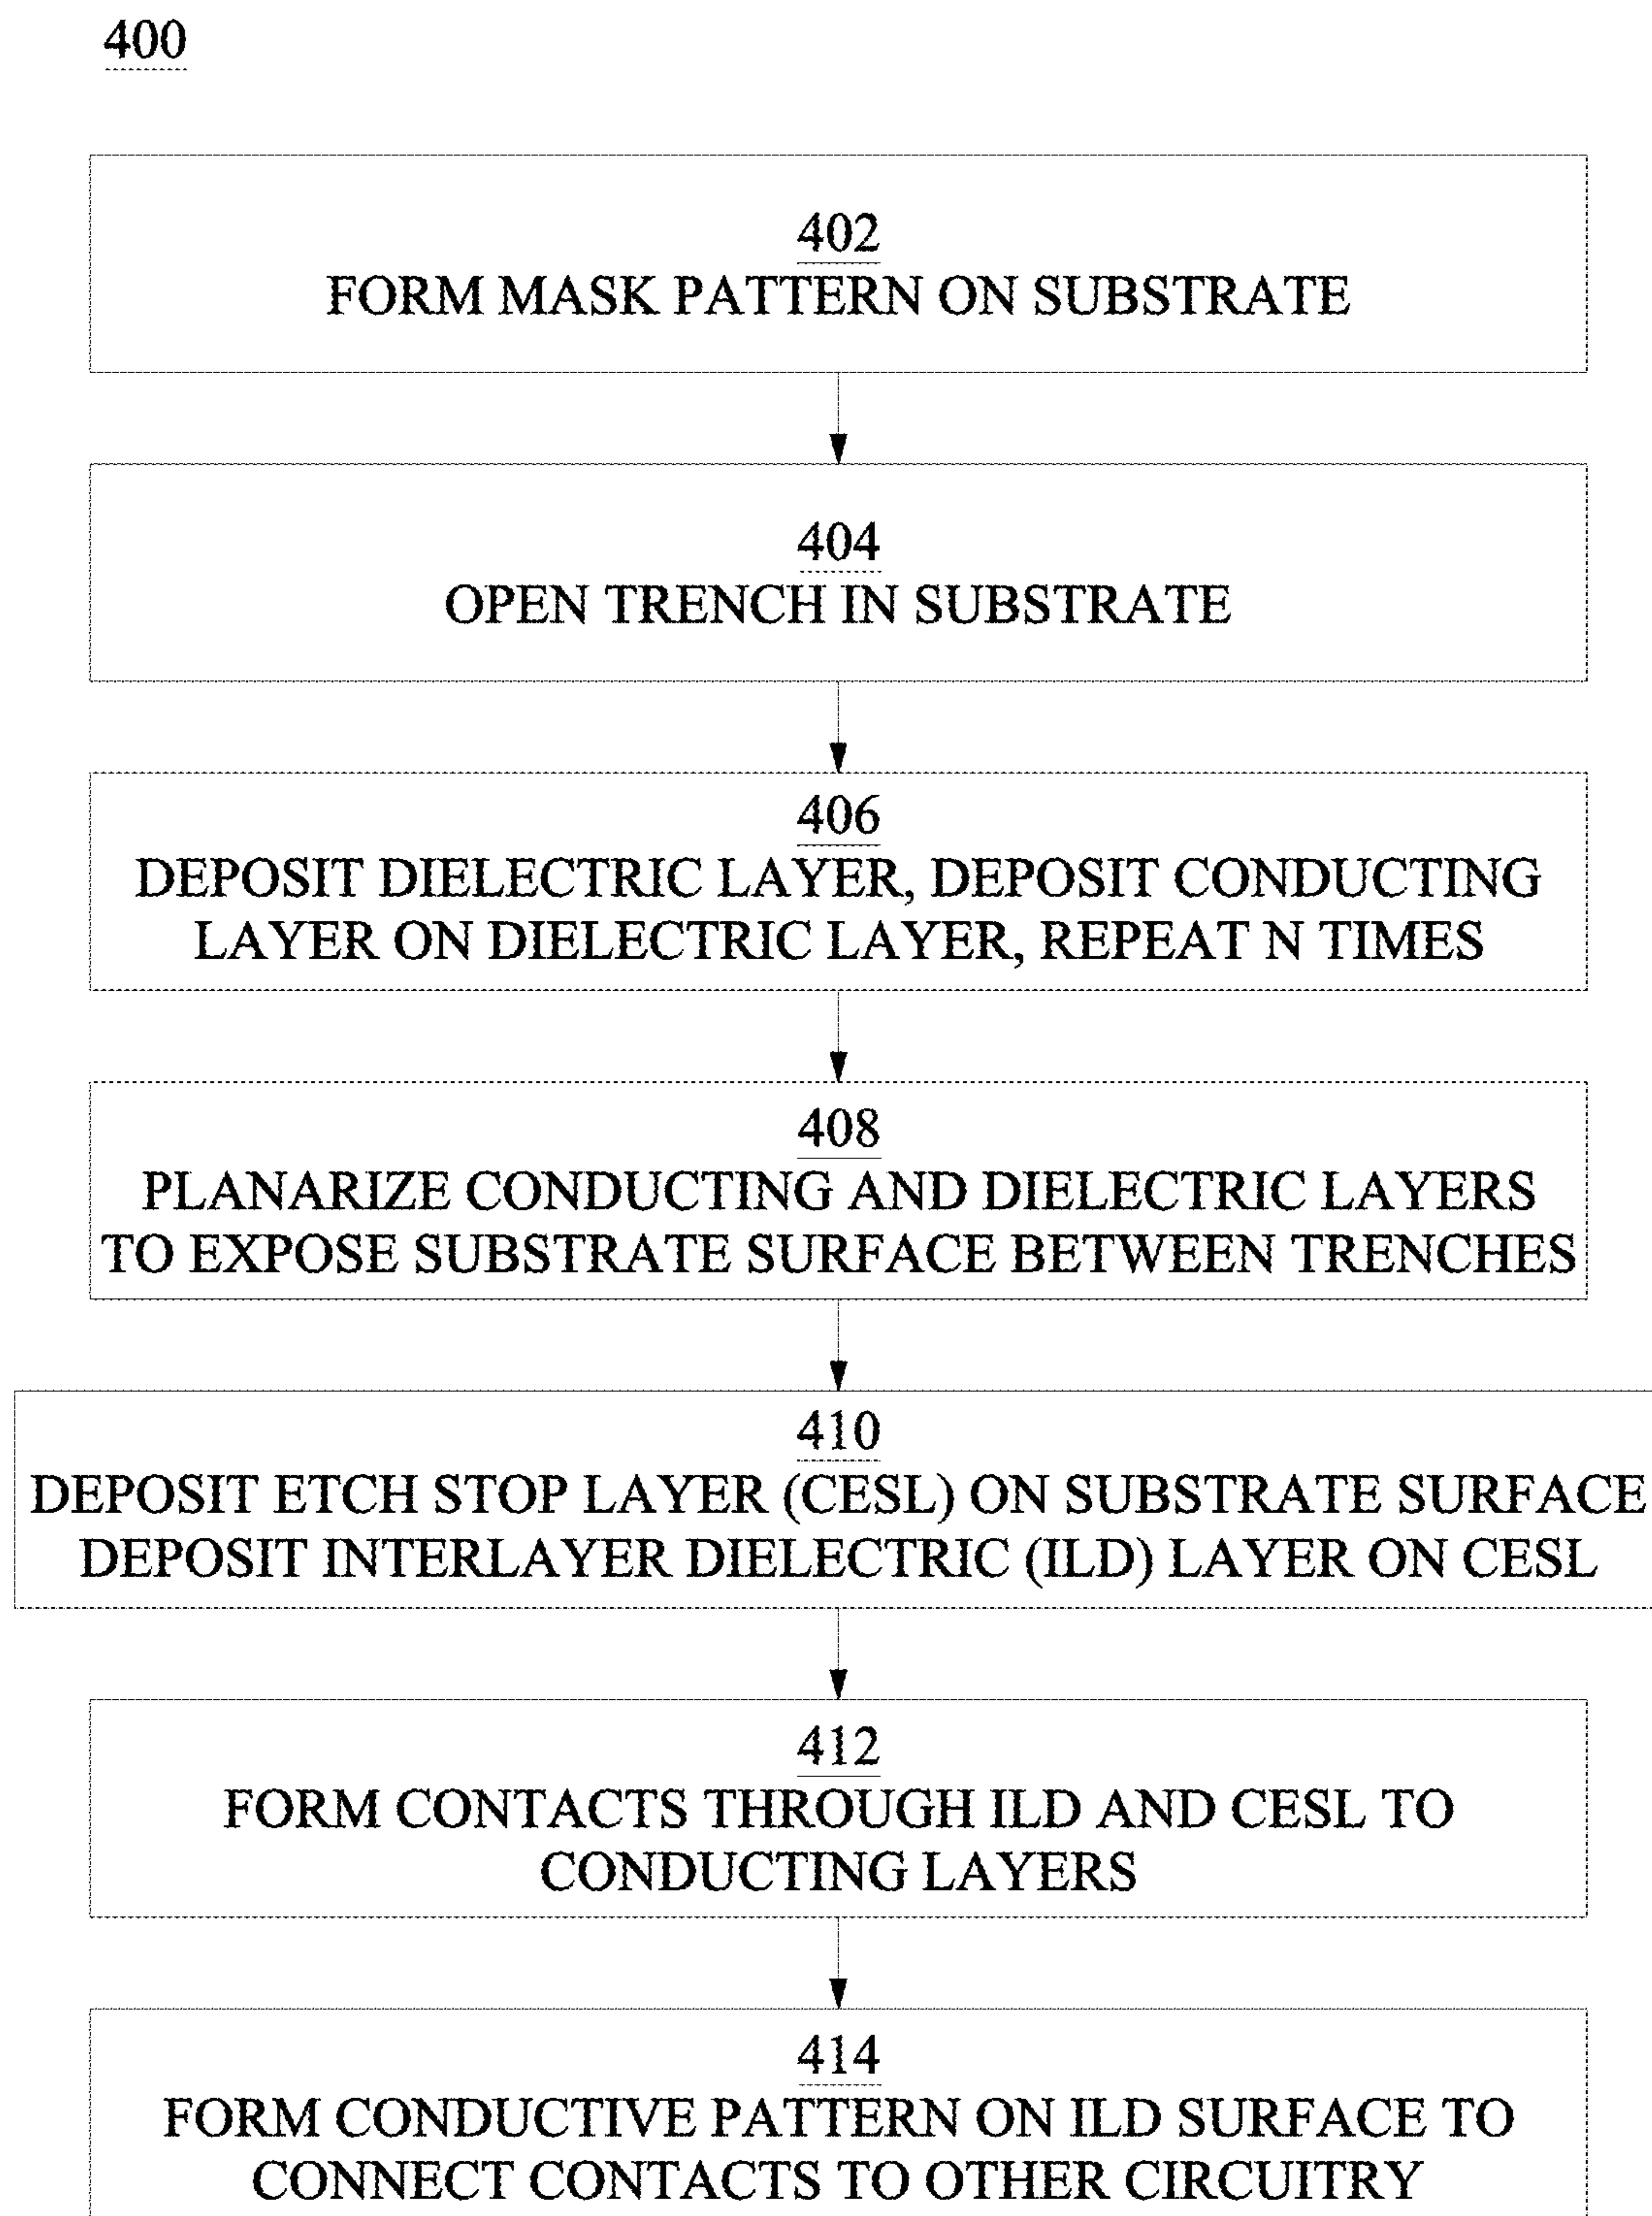 400
402
FORM MASK PATTERN ON SUBSTRATE
404
OPEN TRENCH IN SUBSTRATE
406
DEPOSIT DIELECTRIC LAYER, DEPOSIT CONDUCTING
LAYER ON DIELECTRIC LAYER, REPEAT N TIMES
408
PLANARIZE CONDUCTING AND DIELECTRIC LAYERS
TO EXPOSE SUBSTRATE SURFACE BETWEEN TRENCHES
410
DEPOSIT ETCH STOP LAYER (CESL) ON SUBSTRATE SURFACE
DEPOSIT INTERLAYER DIELECTRIC (ILD) LAYER ON CESL
412
FORM CONTACTS THROUGH ILD AND CESL TO
CONDUCTING LAYERS
414
FORM CONDUCTIVE PATTERN ON ILD SURFACE TO
CONNECT CONTACTS TO OTHER CIRCUITRY